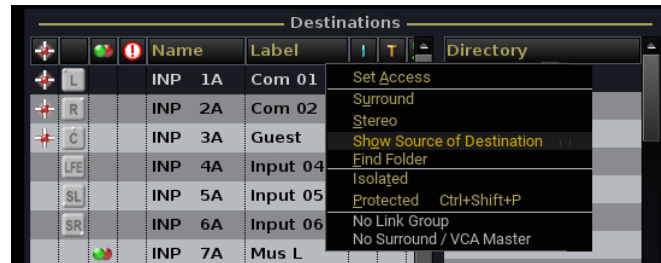 Destinations
Name Label I T Directory
L INP 1A Com 01
R INP 2A Com 02
C INP 3A Guest
LFE INP 4A Input 04
SL INP 5A Input 05
SR INP 6A Input 06
INP 7A Mus L
Set Access
Surround
Stereo
Show Source of Destination
Find Folder
Isolated
Protected Ctrl+Shift+P
No Link Group
No Surround / VCA Master